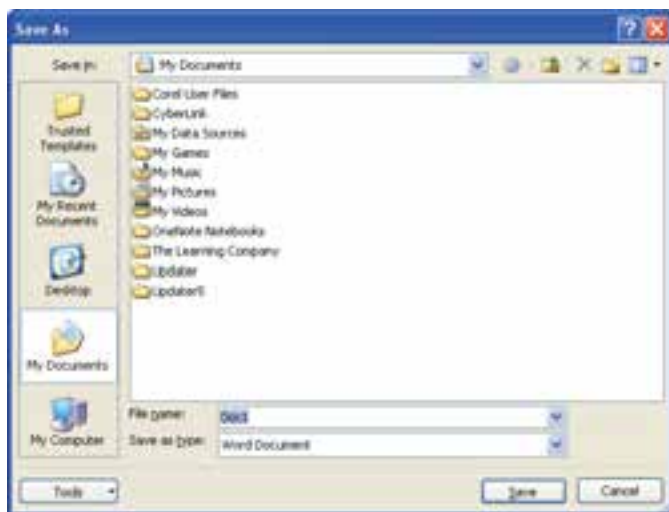 Save As
Save in:
My Documents
Trusted
Templates
My Recent
Documents
Desktop
My Documents
My Computer
Corel User Files
CyberLink
My Data Sources
My Games
My Music
My Pictures
My Videos
OneNote Notebooks
The Learning Company
Updater
Updater5
File name:
Doc1
Save as type:
Word Document
Tools
Save
Cancel